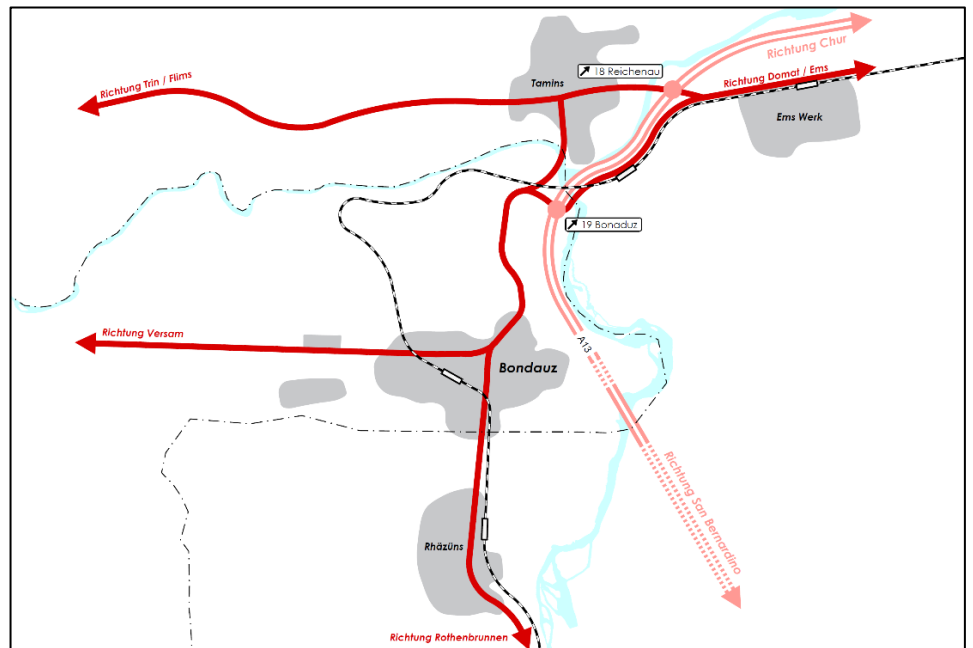 Richtung Chur
Richtung Trin / Flims
Tamins
18 Reichenau
Richtung Domat / Ems
Ems Werk
19 Bonaduz
Richtung Versam
A13
Bondauz
Richtung San Bernardino
Rhäzüns
Richtung Rothenbrunnen